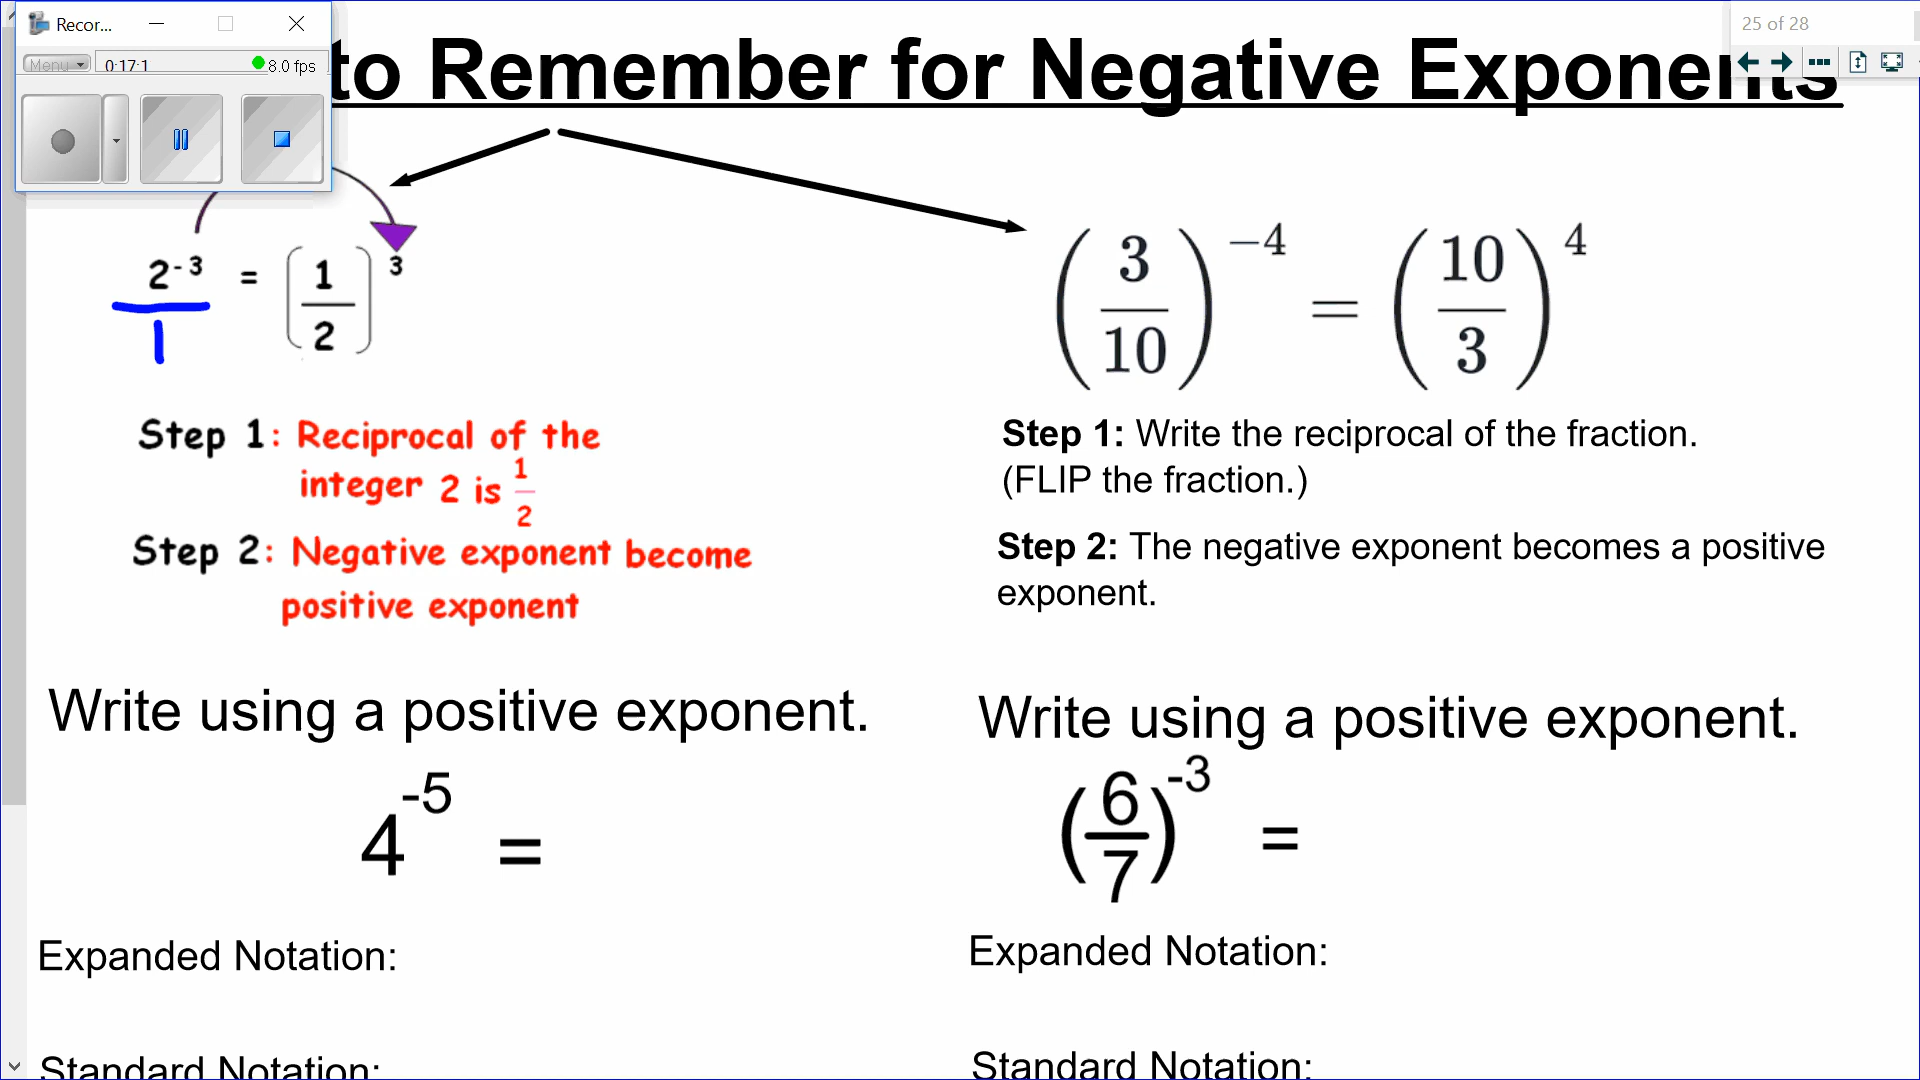 Recor...
25 of 28
Menu
0:17:1
8.0 fps
to Remember for Negative Exponents
2⁻³ = (1/2)³
1
(3/10)⁻⁴ = (10/3)⁴
Step 1: Reciprocal of the
integer 2 is 1/2
Step 2: Negative exponent become
positive exponent
Step 1: Write the reciprocal of the fraction.
(FLIP the fraction.)
Step 2: The negative exponent becomes a positive
exponent.
Write using a positive exponent.
4⁻⁵ =
Expanded Notation:
Standard Notation:
Write using a positive exponent.
(6/7)⁻³ =
Expanded Notation:
Standard Notation: